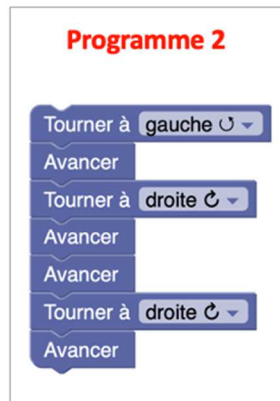 Programme 2
Tourner à gauche ↺
Avancer
Tourner à droite ↻
Avancer
Avancer
Tourner à droite ↻
Avancer